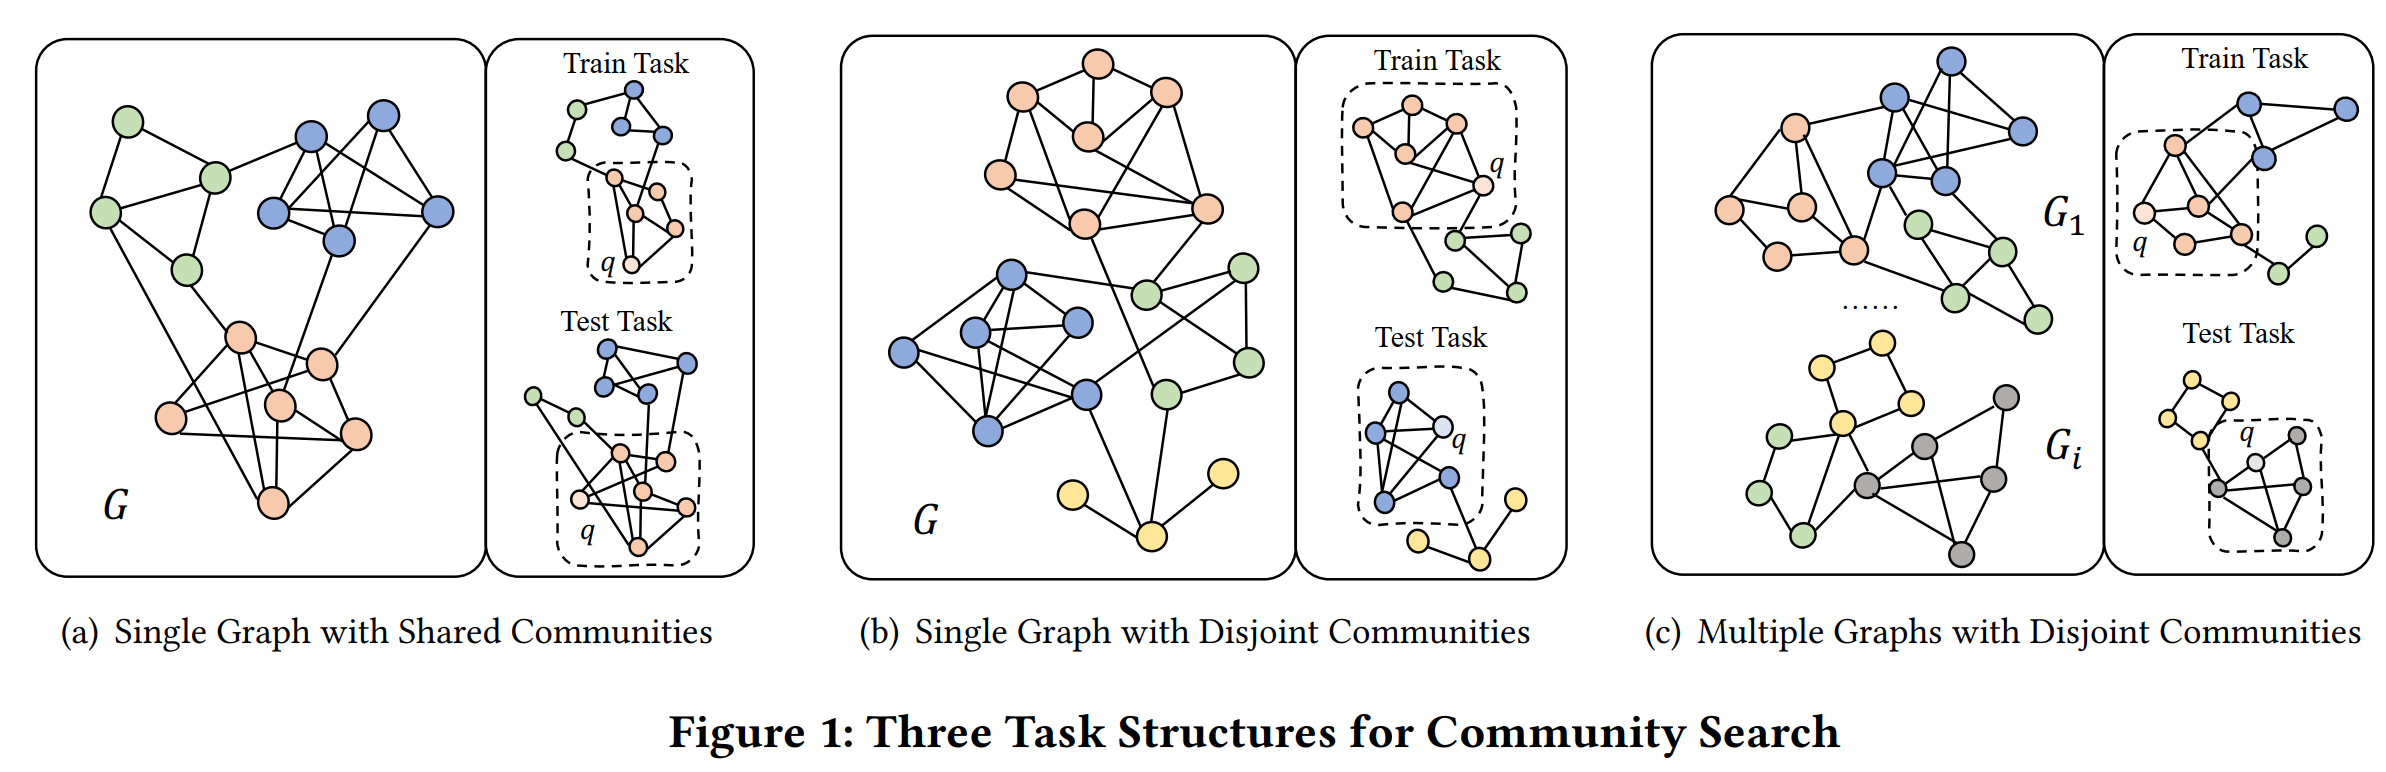 Train Task
q
Test Task
q
G
(a) Single Graph with Shared Communities
Train Task
q
Test Task
q
G
(b) Single Graph with Disjoint Communities
G₁
......
Gᵢ
Train Task
q
Test Task
q
(c) Multiple Graphs with Disjoint Communities
Figure 1: Three Task Structures for Community Search